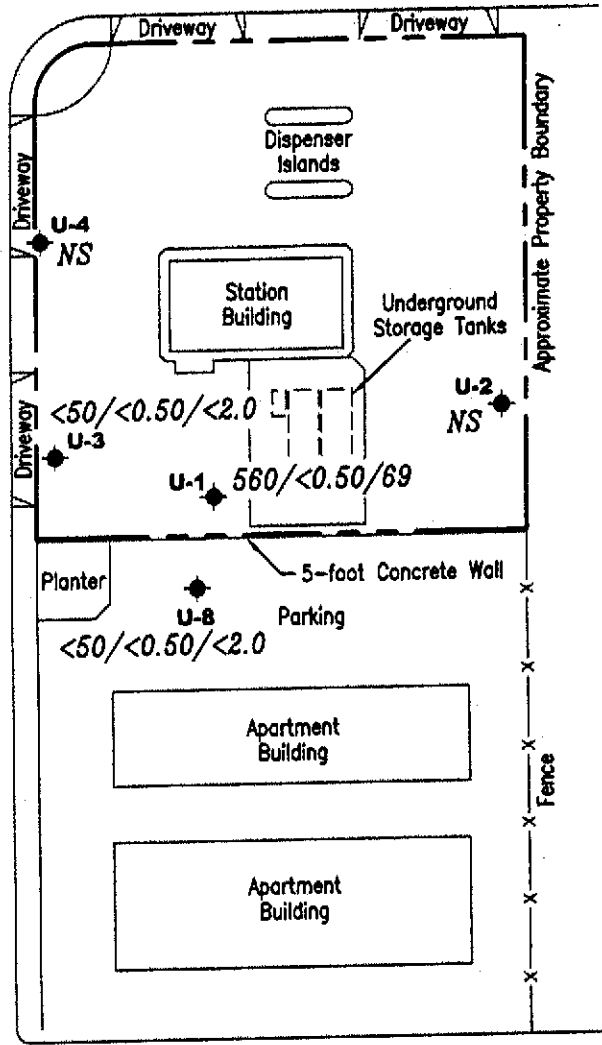 Driveway
Driveway
Dispenser
Islands
Driveway
Approximate Property Boundary
U-4
NS
Station
Building
Underground
Storage Tanks
<50/<0.50/<2.0
U-2
NS
Driveway
U-3
U-1
560/<0.50/69
Planter
5-foot Concrete Wall
U-8
Parking
<50/<0.50/<2.0
Apartment
Building
Fence
Apartment
Building